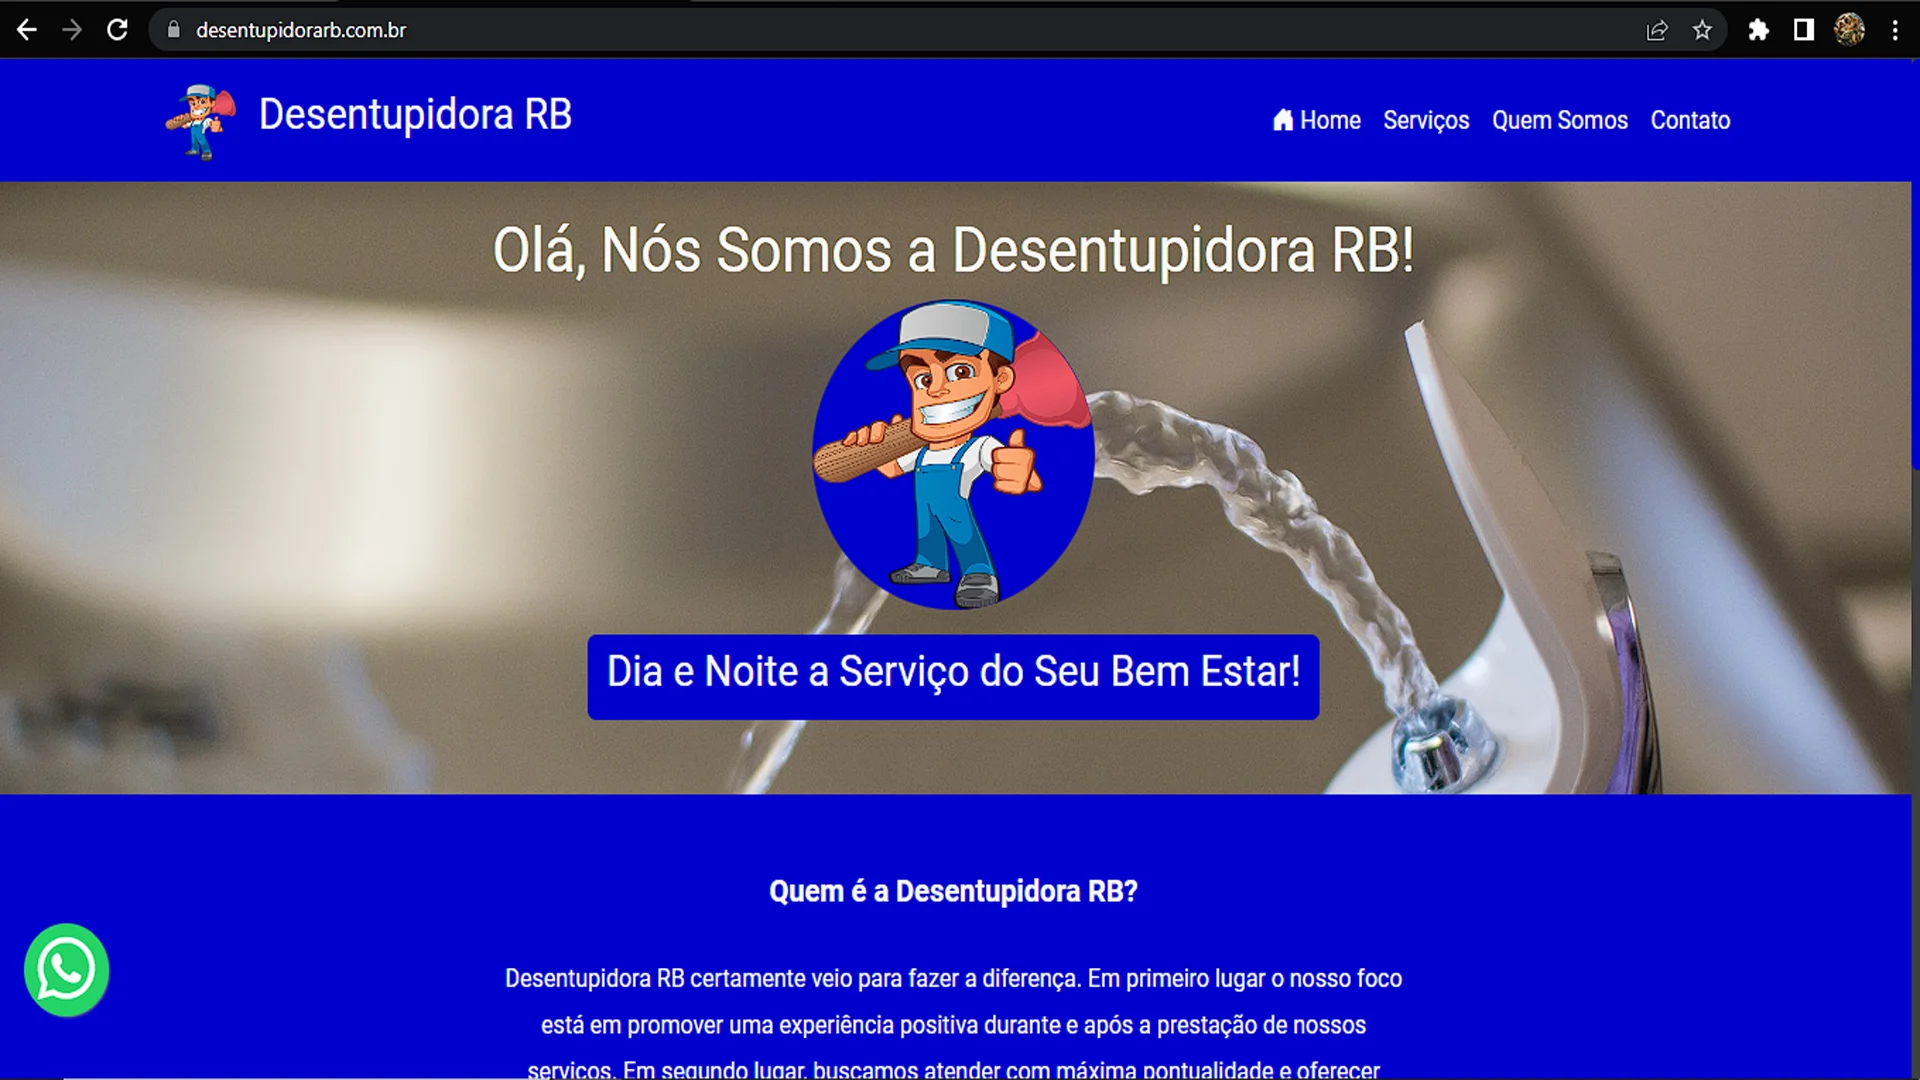 desentupidorarb.com.br
Desentupidora RB
Home Serviços Quem Somos Contato
Olá, Nós Somos a Desentupidora RB!
Dia e Noite a Serviço do Seu Bem Estar!
Quem é a Desentupidora RB?
Desentupidora RB certamente veio para fazer a diferença. Em primeiro lugar o nosso foco
está em promover uma experiência positiva durante e após a prestação de nossos
serviços. Em segundo lugar, buscamos atender com máxima pontualidade e oferecer